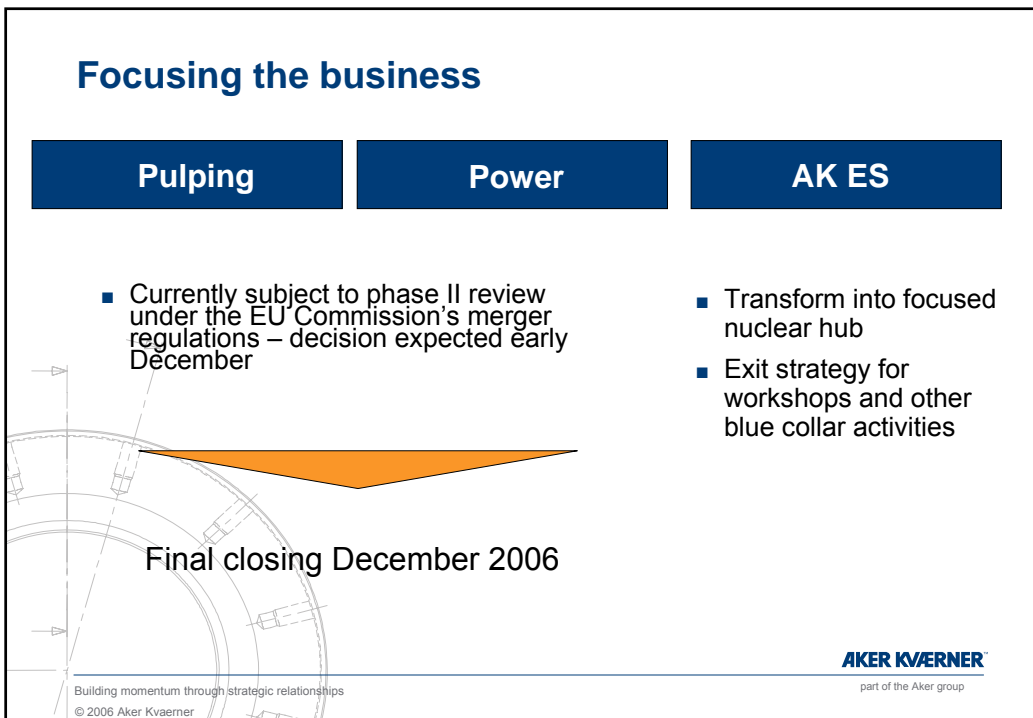 Focusing the business
Pulping
Power
AK ES
■ Currently subject to phase II review
under the EU Commission’s merger
regulations – decision expected early
December
■ Transform into focused
nuclear hub
■ Exit strategy for
workshops and other
blue collar activities
Final closing December 2006
AKER KVÆRNER™
part of the Aker group
Building momentum through strategic relationships
© 2006 Aker Kvaerner